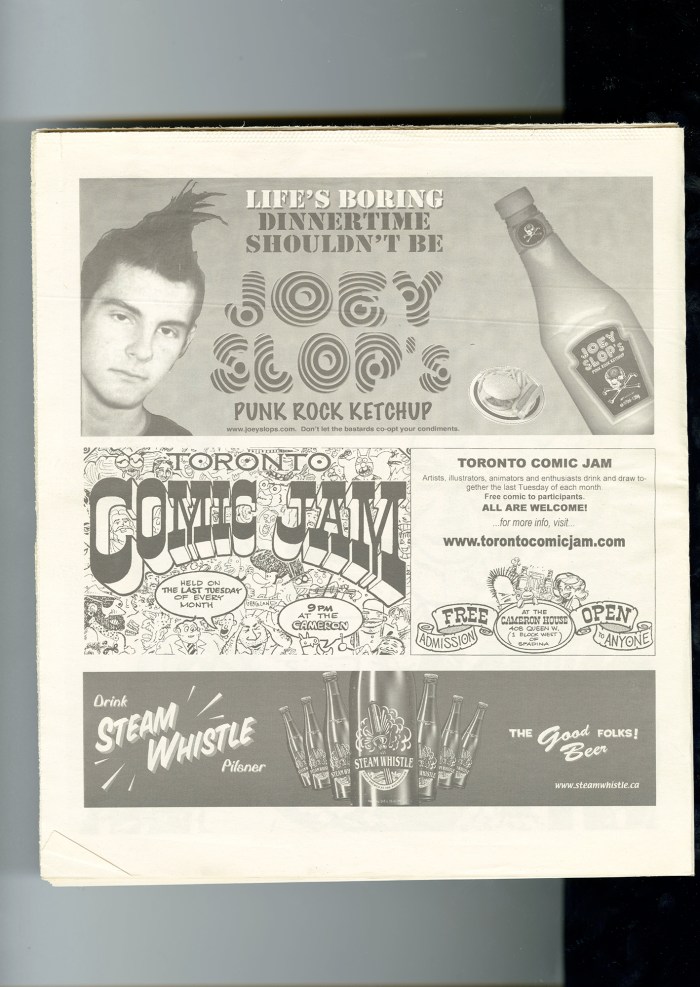 LIFE'S BORING
DINNERTIME
SHOULDN'T BE
JOEY
SLOP's
PUNK ROCK KETCHUP
www.joeyslops.com. Don't let the bastards co-opt your condiments.
JOEY
SLOP'S
PUNK ROCK KETCHUP
TORONTO
COMIC JAM
HELD ON
THE LAST TUESDAY
OF EVERY
MONTH
9 PM
AT THE
CAMERON
TORONTO COMIC JAM
Artists, illustrators, animators and enthusiasts drink and draw to-
gether the last Tuesday of each month
Free comic to participants.
ALL ARE WELCOME!
...for more info, visit...
www.torontocomicjam.com
FREE
ADMISSION
AT THE
CAMERON HOUSE
408 QUEEN W.
1 BLOCK WEST
OF
SPADINA
OPEN
TO ANYONE
Drink
STEAM
WHISTLE
Pilsner
STEAM WHISTLE
THE Good FOLKS!
Beer
www.steamwhistle.ca